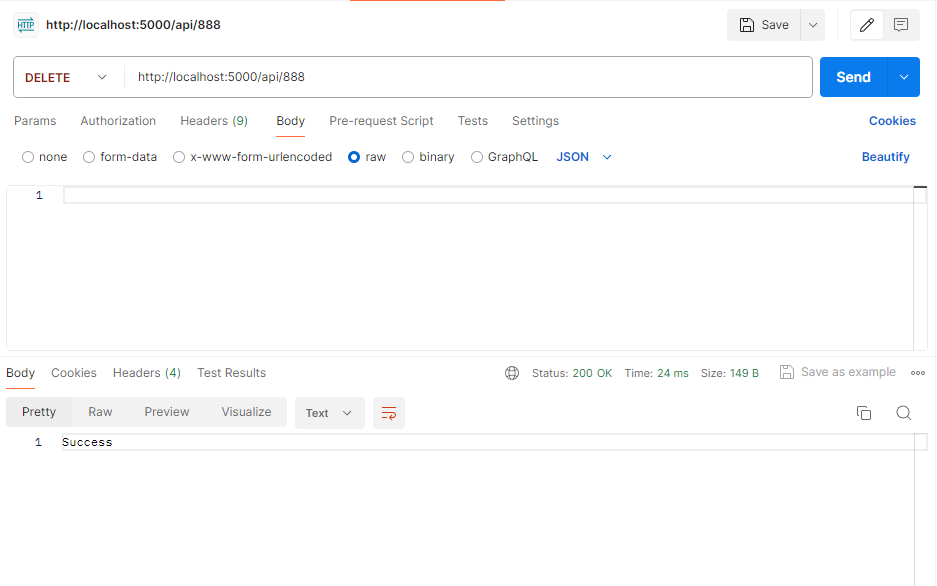 HTTP http://localhost:5000/api/888 Save
DELETE http://localhost:5000/api/888 Send
Params Authorization Headers (9) Body Pre-request Script Tests Settings Cookies
none form-data x-www-form-urlencoded raw binary GraphQL JSON Beautify
1
Body Cookies Headers (4) Test Results Status: 200 OK Time: 24 ms Size: 149 B Save as example
Pretty Raw Preview Visualize Text
1 Success